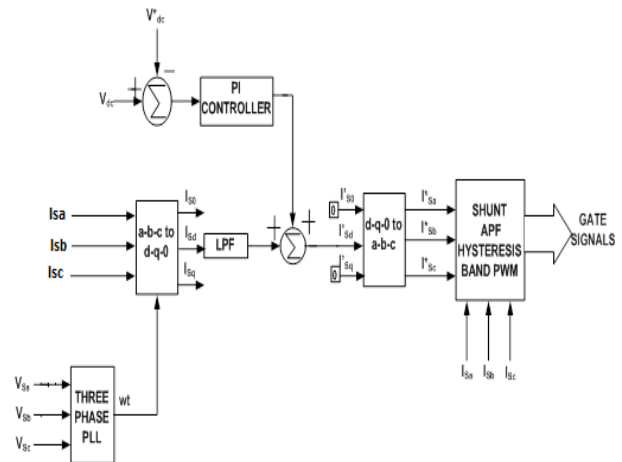 V*dc
−
+
Vdc
Σ
PI
CONTROLLER
Isa
Isb
Isc
a-b-c to
d-q-0
IS0
ISd
ISq
LPF
+
+
Σ
0
I'S0
I'Sd
0
I'Sq
d-q-0 to
a-b-c
I*Sa
I*Sb
I*Sc
SHUNT
APF
HYSTERESIS
BAND PWM
GATE
SIGNALS
ISa
ISb
ISc
VSa
VSb
VSc
THREE
PHASE
PLL
wt